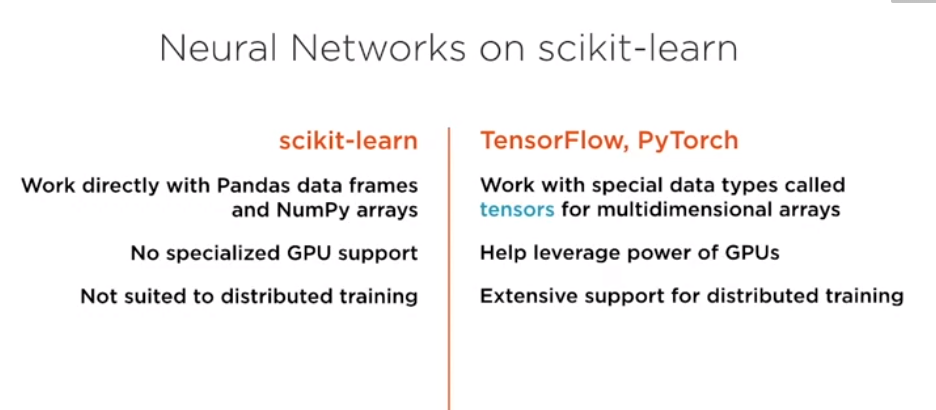 Neural Networks on scikit-learn
scikit-learn
Work directly with Pandas data frames
and NumPy arrays
No specialized GPU support
Not suited to distributed training
TensorFlow, PyTorch
Work with special data types called
tensors for multidimensional arrays
Help leverage power of GPUs
Extensive support for distributed training